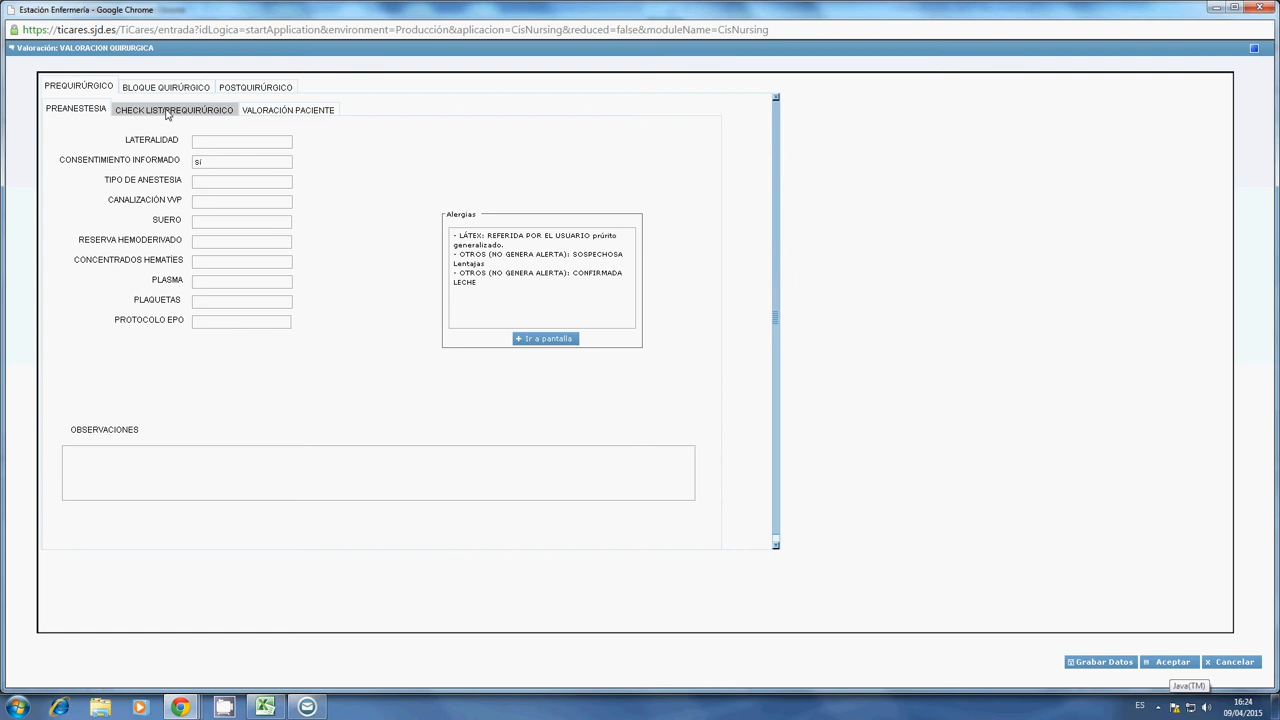 Estación Enfermería - Google Chrome
https://ticares.sjd.es/TiCares/entrada?idLogica=startApplication&environment=Producción&aplicacion=CisNursing&reduced=false&moduleName=CisNursing
Valoración: VALORACION QUIRURGICA
PREQUIRÚRGICO BLOQUE QUIRÚRGICO POSTQUIRÚRGICO
PREANESTESIA CHECK LIST/PREQUIRÚRGICO VALORACIÓN PACIENTE
LATERALIDAD
CONSENTIMIENTO INFORMADO sí
TIPO DE ANESTESIA
CANALIZACIÓN VVP
SUERO
RESERVA HEMODERIVADO
CONCENTRADOS HEMATÍES
PLASMA
PLAQUETAS
PROTOCOLO EPO
Alergias
- LÁTEX: REFERIDA POR EL USUARIO prúrito
generalizado.
- OTROS (NO GENERA ALERTA): SOSPECHOSA
Lentajas
- OTROS (NO GENERA ALERTA): CONFIRMADA
LECHE
Ir a pantalla
OBSERVACIONES
Grabar Datos Aceptar Cancelar
Java(TM)
ES
16:24
09/04/2015